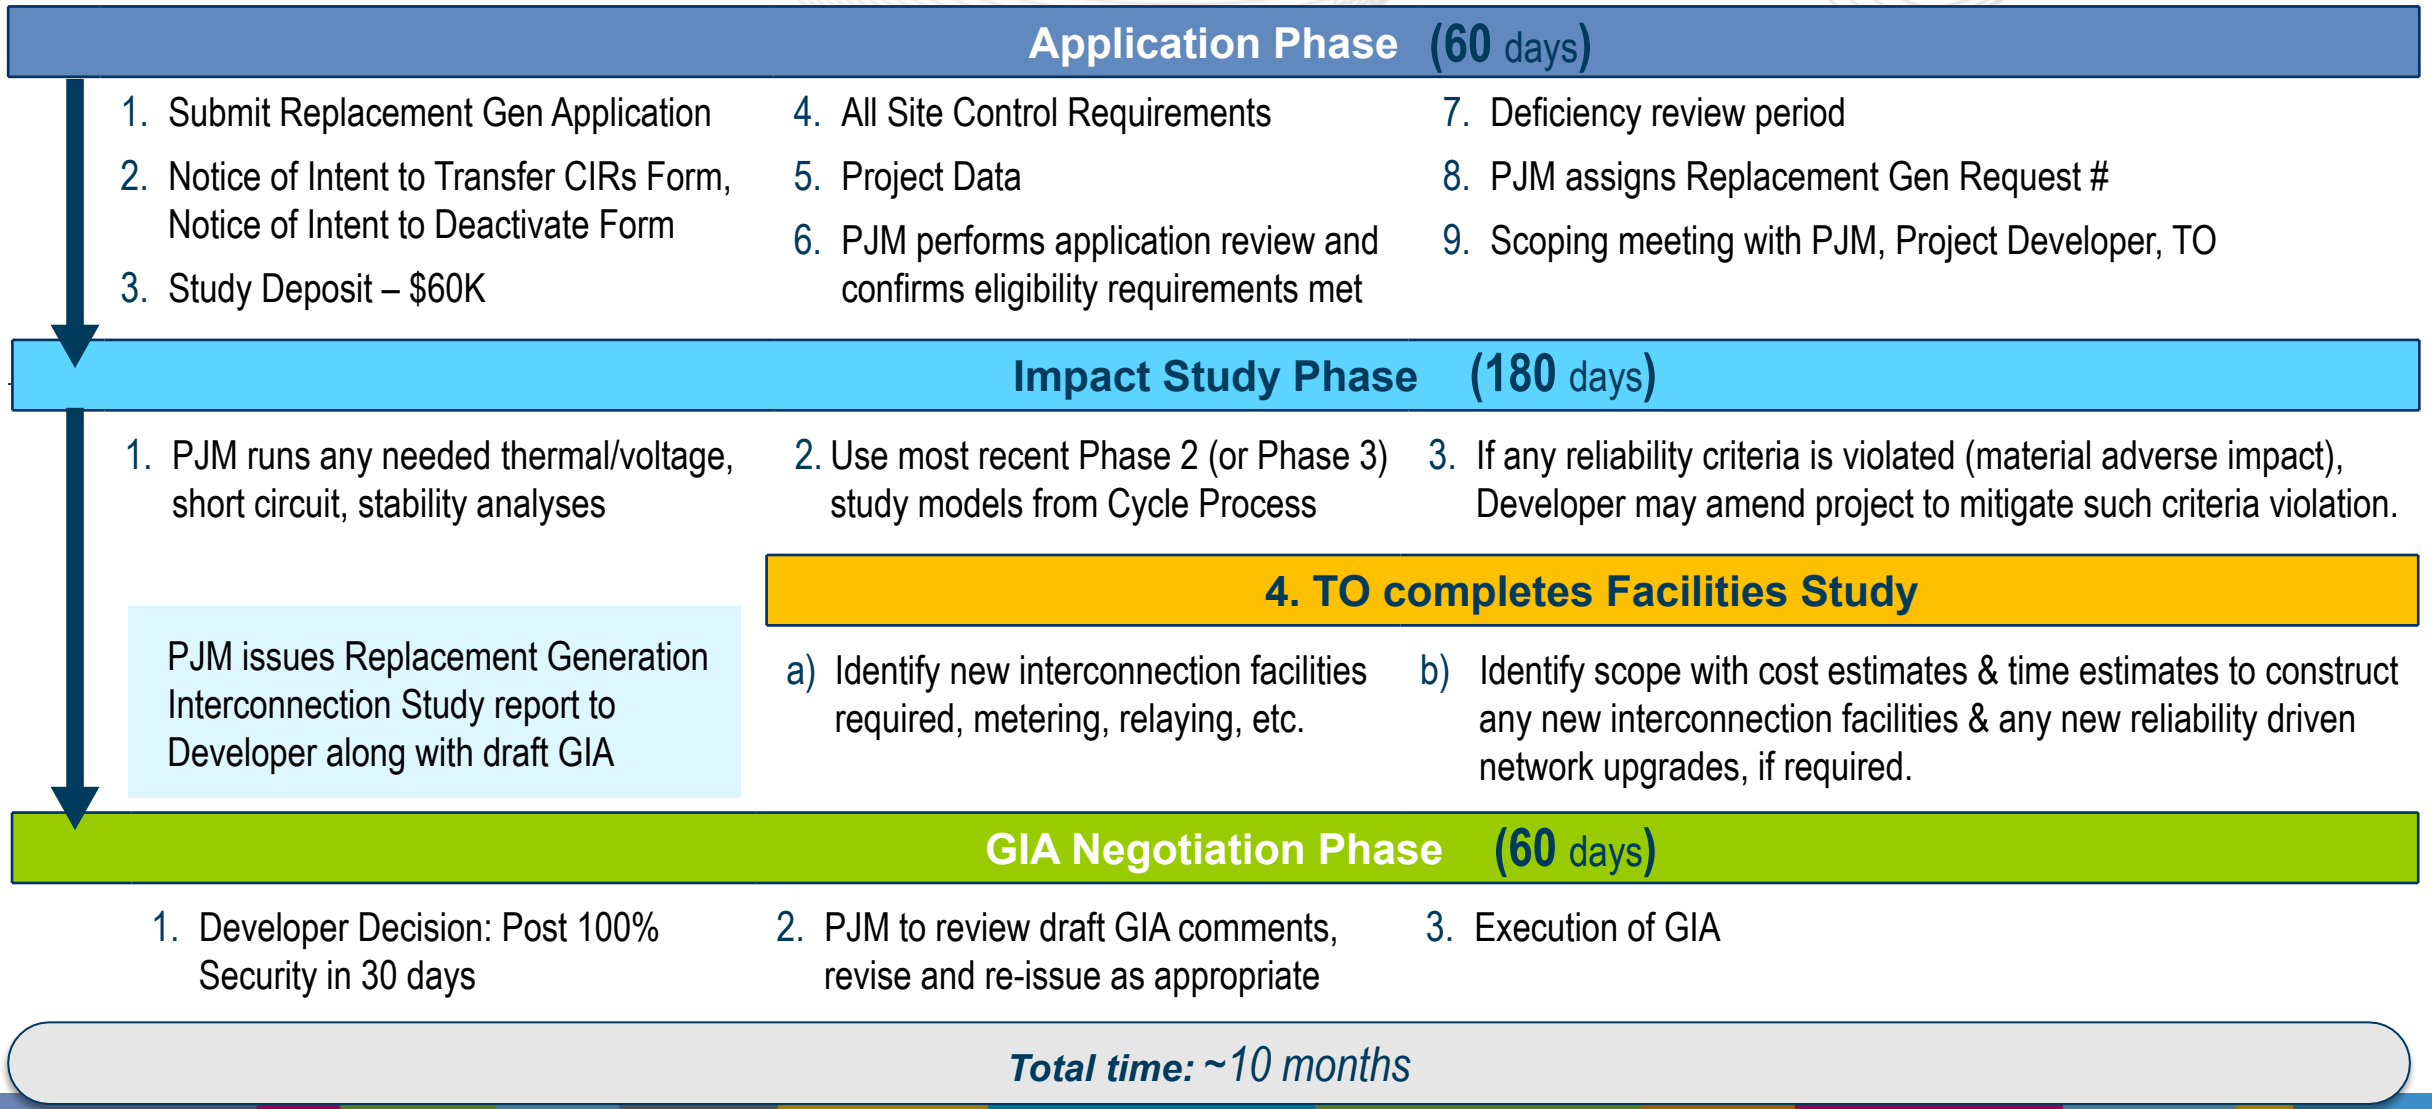 Application Phase (60 days)
1. Submit Replacement Gen Application
2. Notice of Intent to Transfer CIRs Form,
Notice of Intent to Deactivate Form
3. Study Deposit – $60K
4. All Site Control Requirements
5. Project Data
6. PJM performs application review and
confirms eligibility requirements met
7. Deficiency review period
8. PJM assigns Replacement Gen Request #
9. Scoping meeting with PJM, Project Developer, TO
Impact Study Phase (180 days)
1. PJM runs any needed thermal/voltage,
short circuit, stability analyses
2. Use most recent Phase 2 (or Phase 3)
study models from Cycle Process
3. If any reliability criteria is violated (material adverse impact),
Developer may amend project to mitigate such criteria violation.
4. TO completes Facilities Study
a) Identify new interconnection facilities
required, metering, relaying, etc.
b) Identify scope with cost estimates & time estimates to construct
any new interconnection facilities & any new reliability driven
network upgrades, if required.
PJM issues Replacement Generation
Interconnection Study report to
Developer along with draft GIA
GIA Negotiation Phase (60 days)
1. Developer Decision: Post 100%
Security in 30 days
2. PJM to review draft GIA comments,
revise and re-issue as appropriate
3. Execution of GIA
Total time: ~10 months